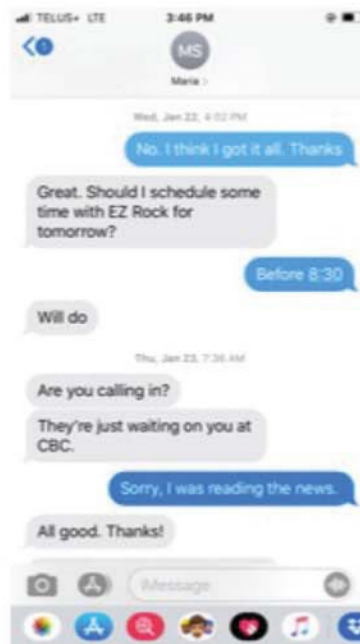 TELUS+ LTE
3:46 PM
1
MS
Maria >
Wed, Jan 22, 4:02 PM
No. I think I got it all. Thanks
Great. Should I schedule some
time with EZ Rock for
tomorrow?
Before 8:30
Will do
Thu, Jan 23, 7:36 AM
Are you calling in?
They're just waiting on you at
CBC.
Sorry, I was reading the news.
All good. Thanks!
iMessage